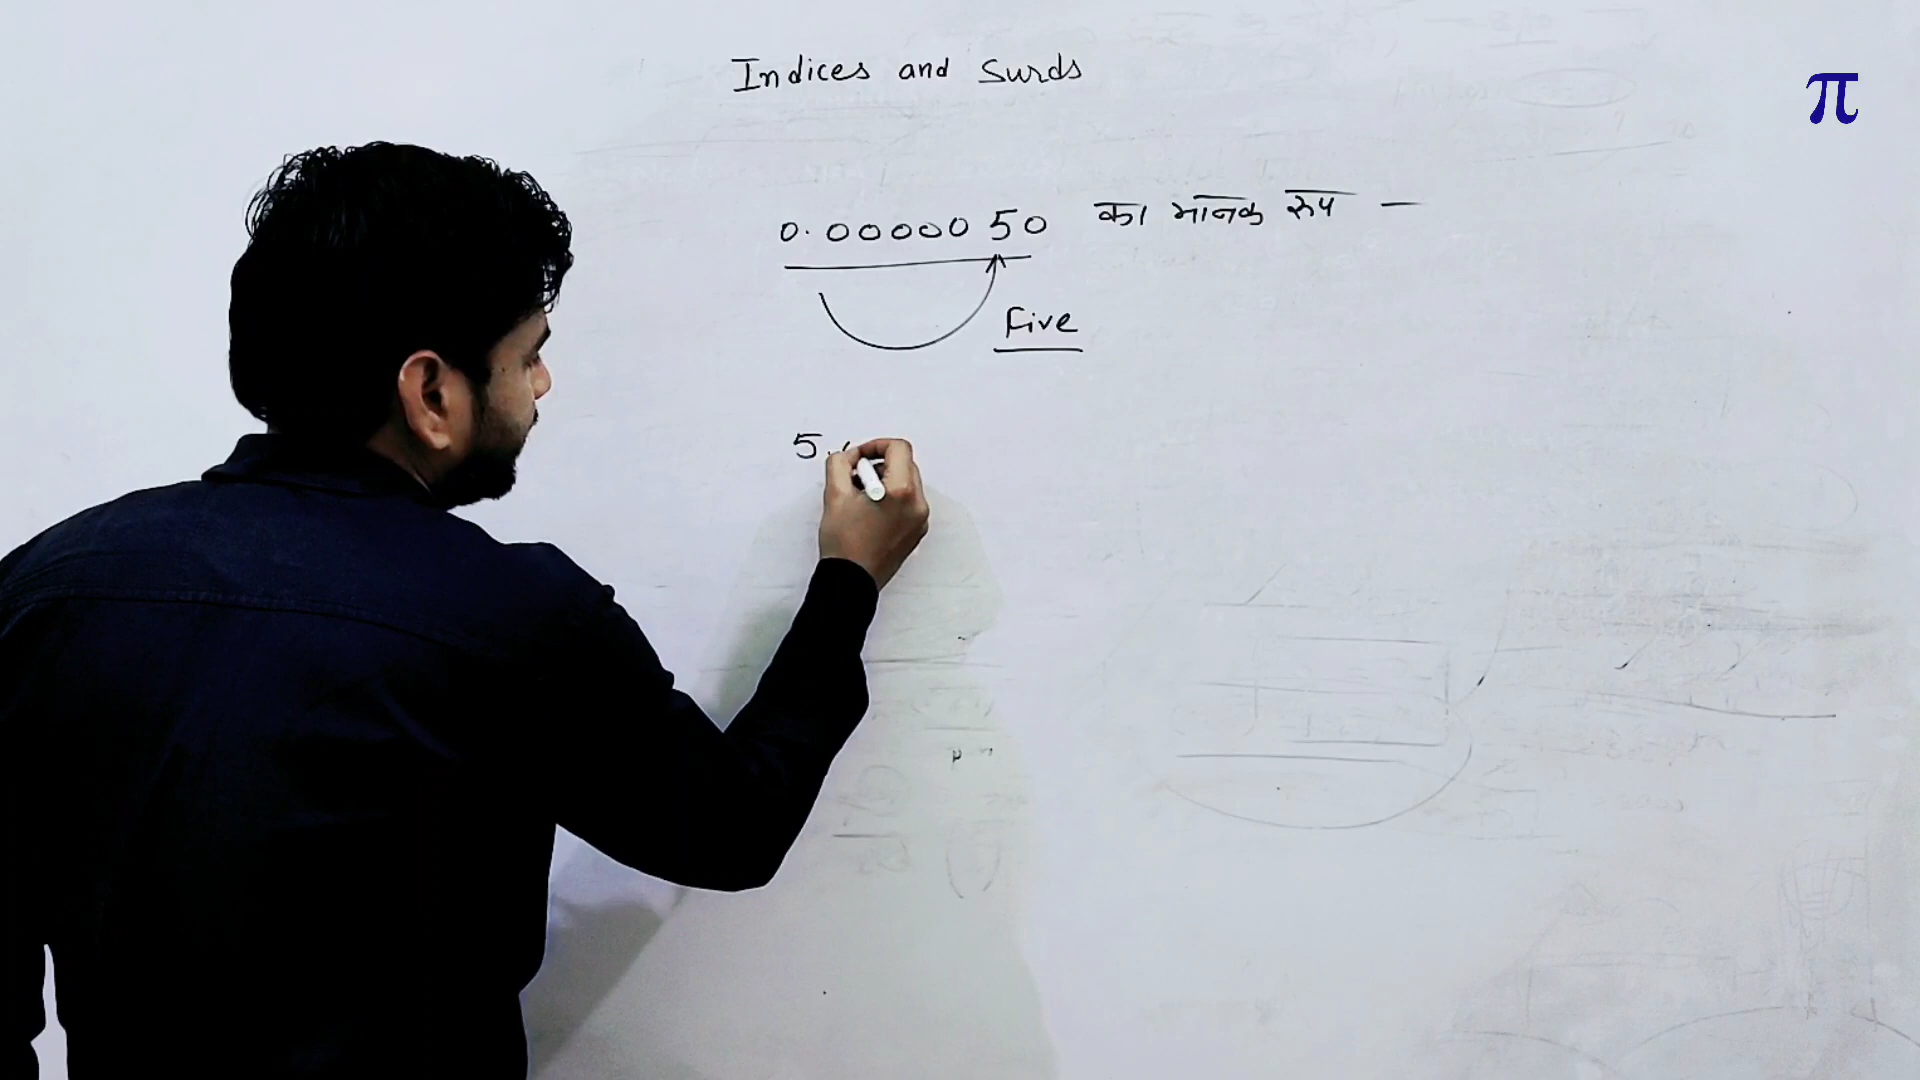 Indices and Surds
π
0.0000050 का मानक रूप —
Five
5.